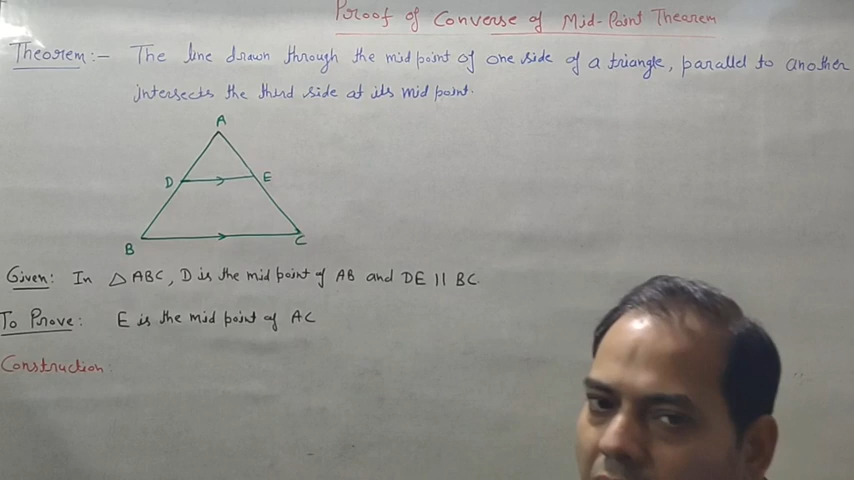 Proof of Converse of Mid-Point Thearem
Theorem:- The line drawn through the mid point of one side of a triangle, parallel to another
intersects the third side at its mid point.
A
D E
B C
Given: In △ABC, D is the mid point of AB and DE || BC.
To Prove: E is the mid point of AC
Construction: